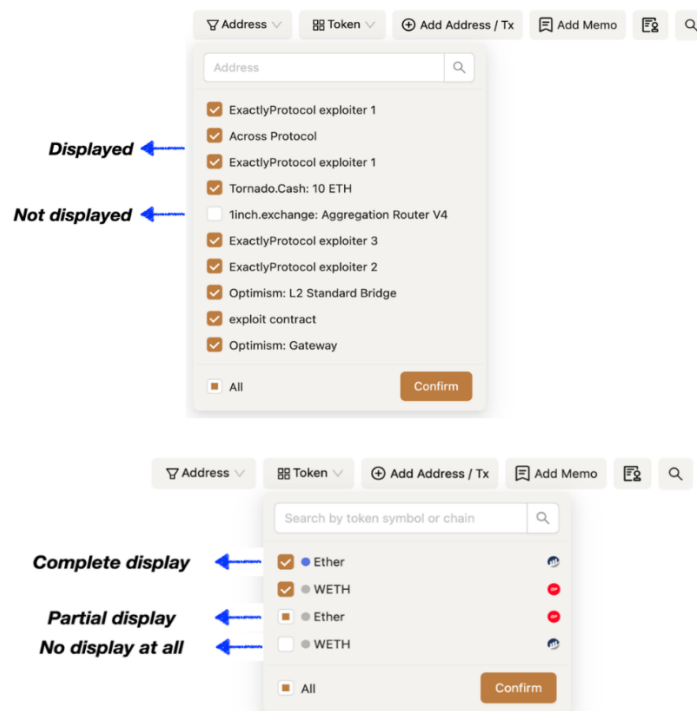 Address Token Add Address / Tx Add Memo
Address
ExactlyProtocol exploiter 1
Across Protocol
Displayed
ExactlyProtocol exploiter 1
Tornado.Cash: 10 ETH
Not displayed 1inch.exchange: Aggregation Router V4
ExactlyProtocol exploiter 3
ExactlyProtocol exploiter 2
Optimism: L2 Standard Bridge
exploit contract
Optimism: Gateway
All Confirm
Address Token Add Address / Tx Add Memo
Search by token symbol or chain
Complete display Ether
WETH
Partial display Ether
No display at all WETH
All Confirm